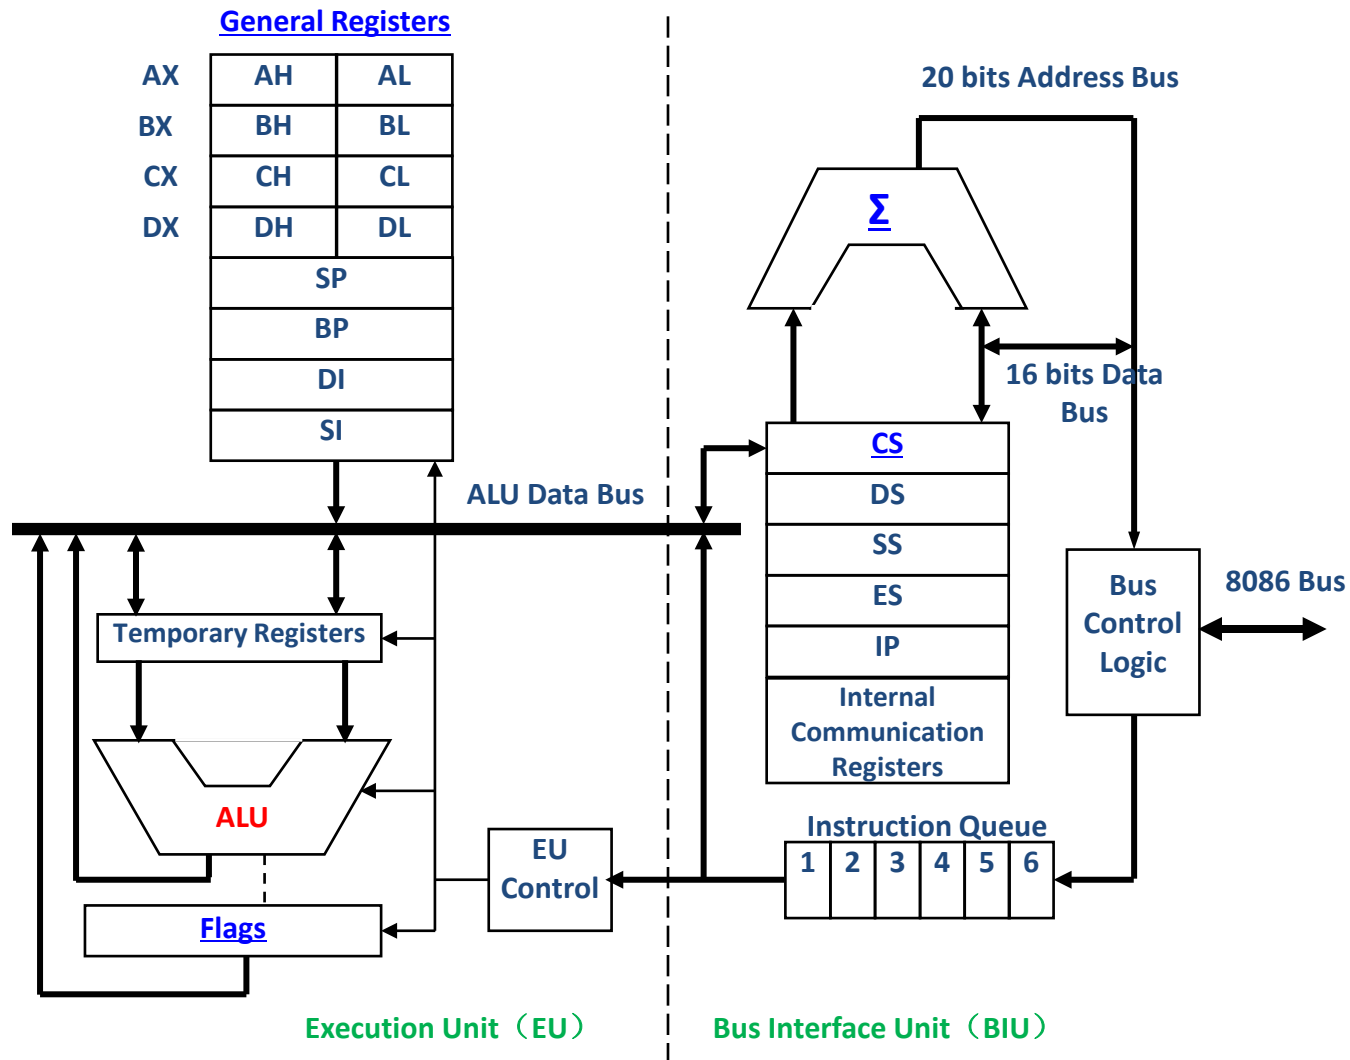 General Registers
AX AH AL
BX BH BL
CX CH CL
DX DH DL
SP
BP
DI
SI
ALU Data Bus
Temporary Registers
ALU
Flags
EU
Control
Execution Unit（EU）
20 bits Address Bus
Σ
16 bits Data
Bus
CS
DS
SS
ES
IP
Internal
Communication
Registers
Bus
Control
Logic
8086 Bus
Instruction Queue
1 2 3 4 5 6
Bus Interface Unit（BIU）